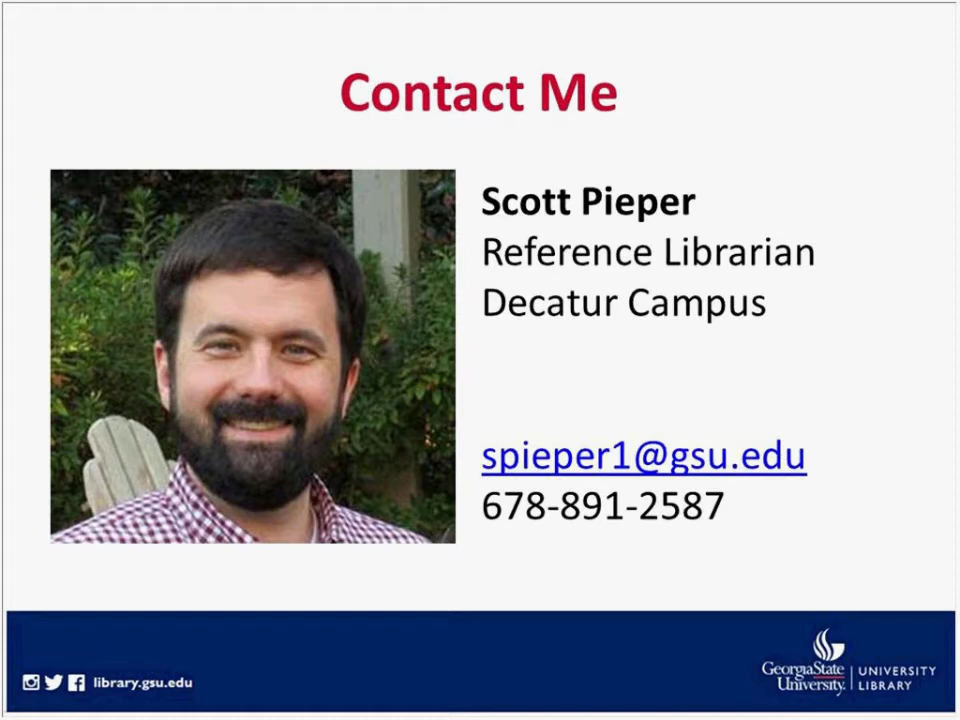 Contact Me
Scott Pieper
Reference Librarian
Decatur Campus
spieper1@gsu.edu
678-891-2587
library.gsu.edu
GeorgiaState
University.
UNIVERSITY
LIBRARY